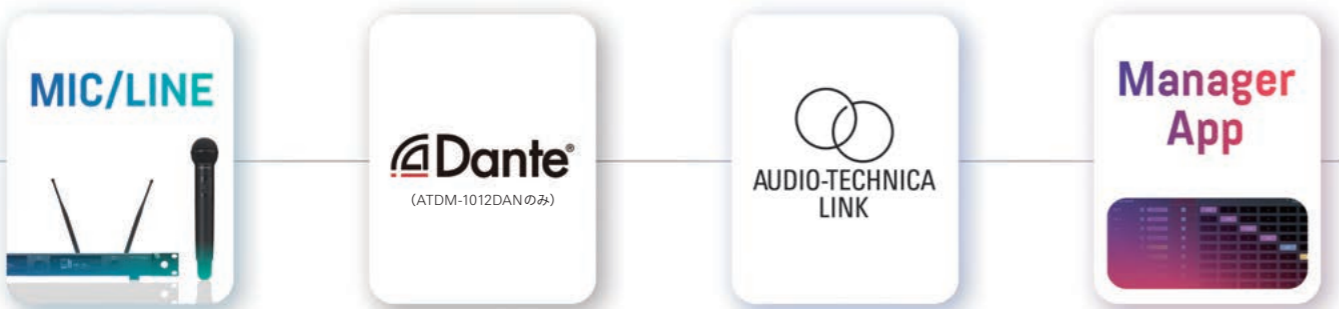 MIC/LINE
Dante®
(ATDM-1012DANのみ)
AUDIO-TECHNICA
LINK
Manager
App